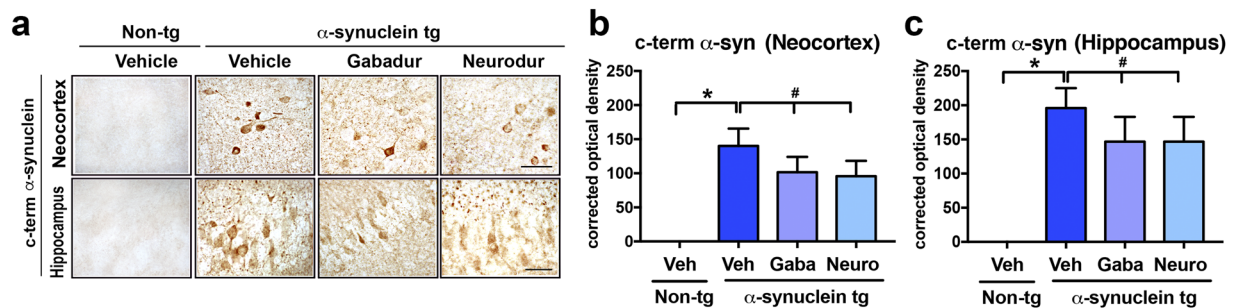 a
Non-tg
α-synuclein tg
Vehicle
Vehicle
Gabadur
Neurodur
c-term α-synuclein
Neocortex
Hippocampus
b
c-term α-syn (Neocortex)
corrected optical density
250
200
150
100
50
0
*
#
Veh
Veh
Gaba
Neuro
Non-tg
α-synuclein tg
c
c-term α-syn (Hippocampus)
corrected optical density
250
200
150
100
50
0
*
#
Veh
Veh
Gaba
Neuro
Non-tg
α-synuclein tg